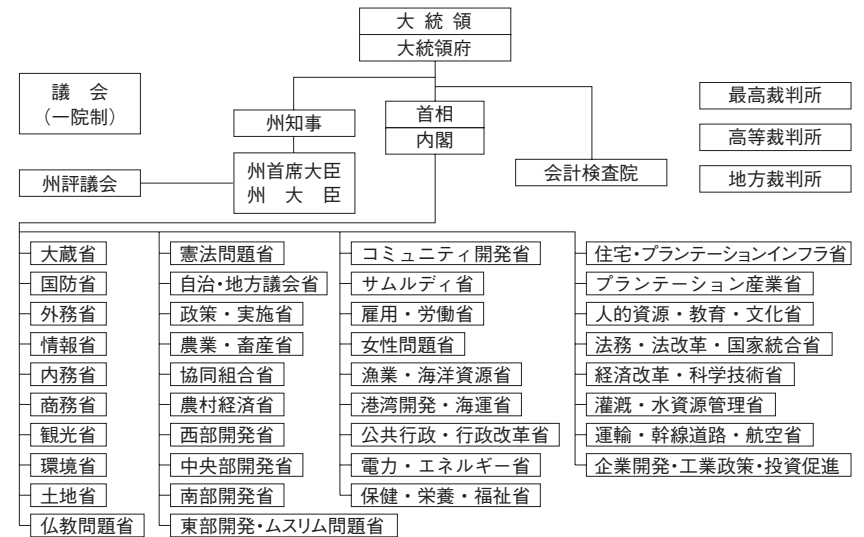 大統領
大統領府
議 会
（一院制）
州知事
首相
内閣
最高裁判所
高等裁判所
地方裁判所
会計検査院
州評議会
州首席大臣
州 大 臣
大蔵省
国防省
外務省
情報省
内務省
商務省
観光省
環境省
土地省
仏教問題省
憲法問題省
自治・地方議会省
政策・実施省
農業・畜産省
協同組合省
農村経済省
西部開発省
中央部開発省
南部開発省
東部開発・ムスリム問題省
コミュニティ開発省
サムルディ省
雇用・労働省
女性問題省
漁業・海洋資源省
港湾開発・海運省
公共行政・行政改革省
電力・エネルギー省
保健・栄養・福祉省
住宅・プランテーションインフラ省
プランテーション産業省
人的資源・教育・文化省
法務・法改革・国家統合省
経済改革・科学技術省
灌漑・水資源管理省
運輸・幹線道路・航空省
企業開発・工業政策・投資促進